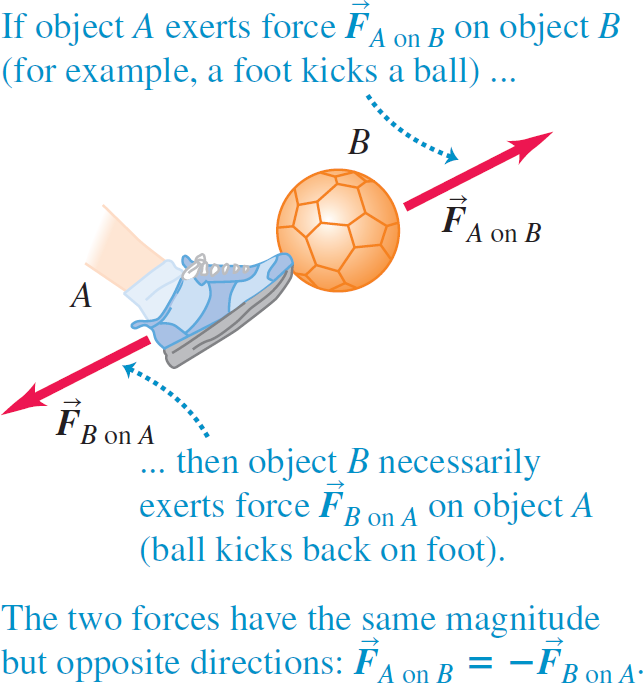 If object A exerts force F⃗ A on B on object B
(for example, a foot kicks a ball) ...
B
F⃗ A on B
A
F⃗ B on A
... then object B necessarily
exerts force F⃗ B on A on object A
(ball kicks back on foot).
The two forces have the same magnitude
but opposite directions: F⃗ A on B = −F⃗ B on A.